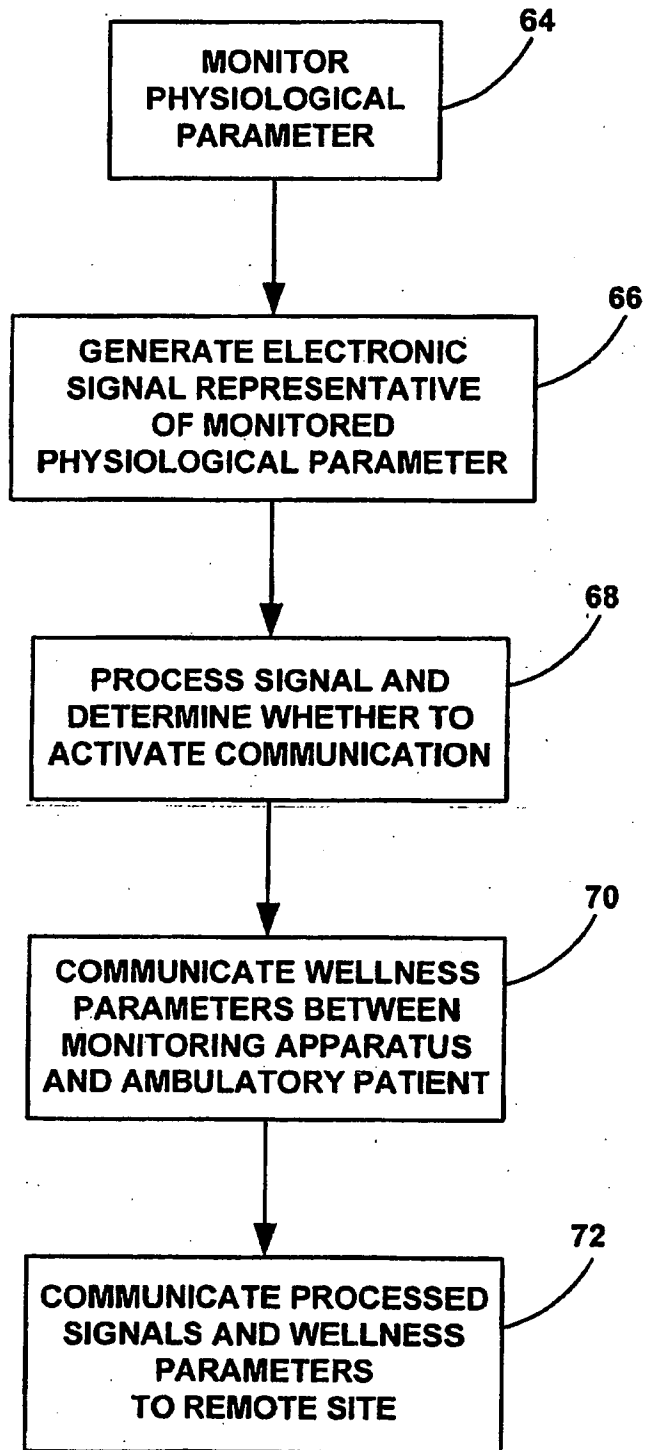 64
MONITOR
PHYSIOLOGICAL
PARAMETER
66
GENERATE ELECTRONIC
SIGNAL REPRESENTATIVE
OF MONITORED
PHYSIOLOGICAL PARAMETER
68
PROCESS SIGNAL AND
DETERMINE WHETHER TO
ACTIVATE COMMUNICATION
70
COMMUNICATE WELLNESS
PARAMETERS BETWEEN
MONITORING APPARATUS
AND AMBULATORY PATIENT
72
COMMUNICATE PROCESSED
SIGNALS AND WELLNESS
PARAMETERS
TO REMOTE SITE